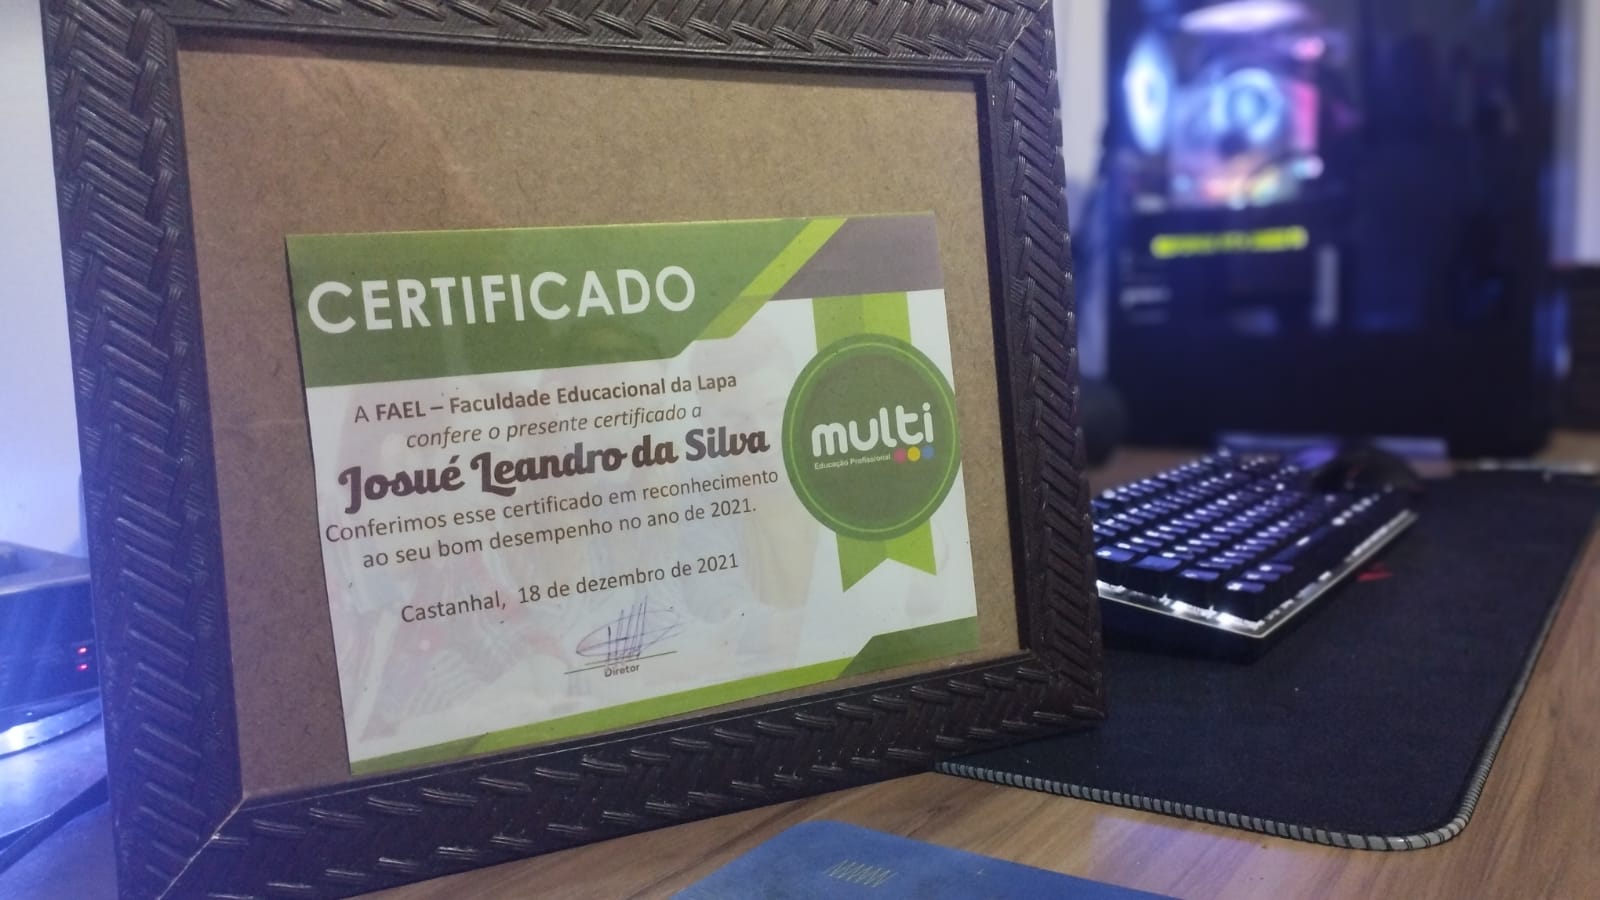 CERTIFICADO
A FAEL – Faculdade Educacional da Lapa
confere o presente certificado a
Josué Leandro da Silva
Conferimos esse certificado em reconhecimento
ao seu bom desempenho no ano de 2021.
Castanhal, 18 de dezembro de 2021
Diretor
multi
Educação Profissional